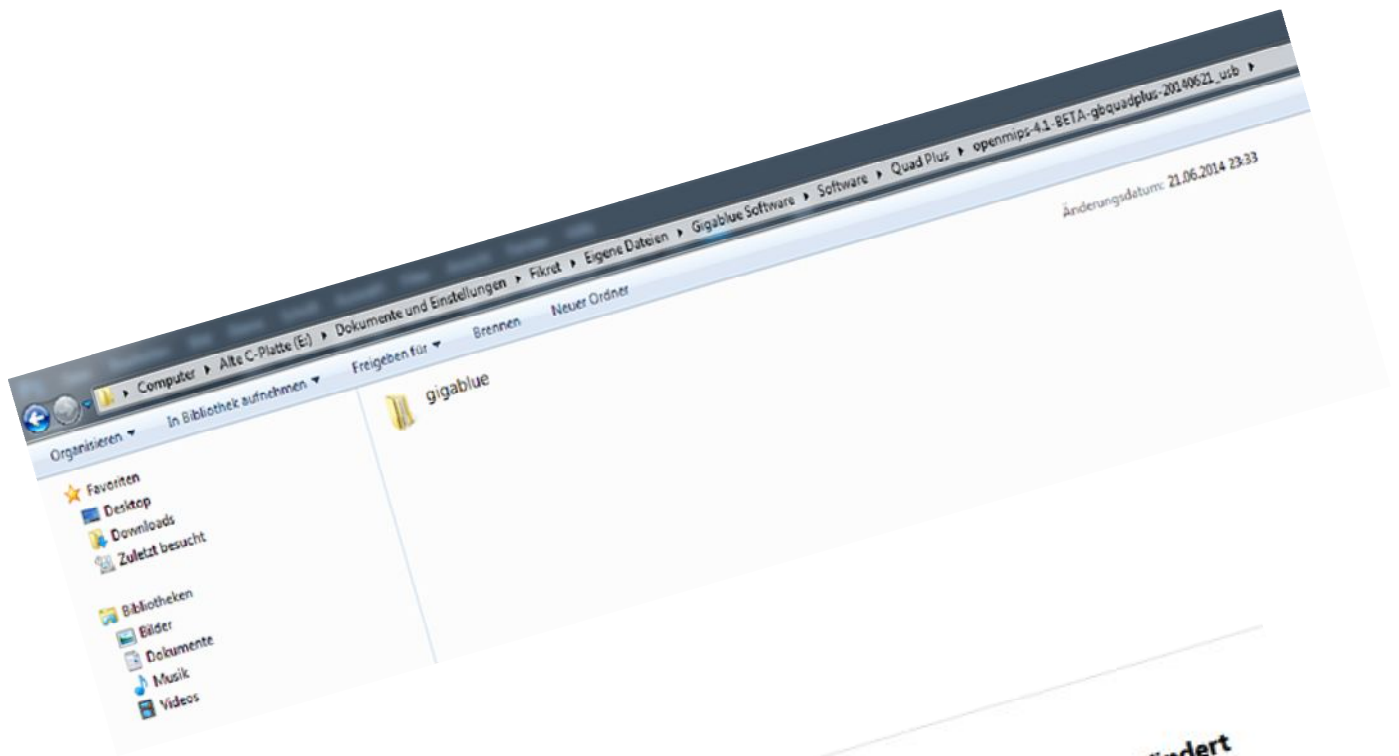 Computer ▸ Alte C-Platte (E:) ▸ Dokumente und Einstellungen ▸ Fikret ▸ Eigene Dateien ▸ Gigablue Software ▸ Software ▸ Quad Plus ▸ openmips-4.1-BETA-gbquadplus-20140621_usb ▸
Organisieren In Bibliothek aufnehmen Freigeben für Brennen Neuer Ordner
gigablue Änderungsdatum: 21.06.2014 23:33
Favoriten
Desktop
Downloads
Zuletzt besucht
Bibliotheken
Bilder
Dokumente
Musik
Videos